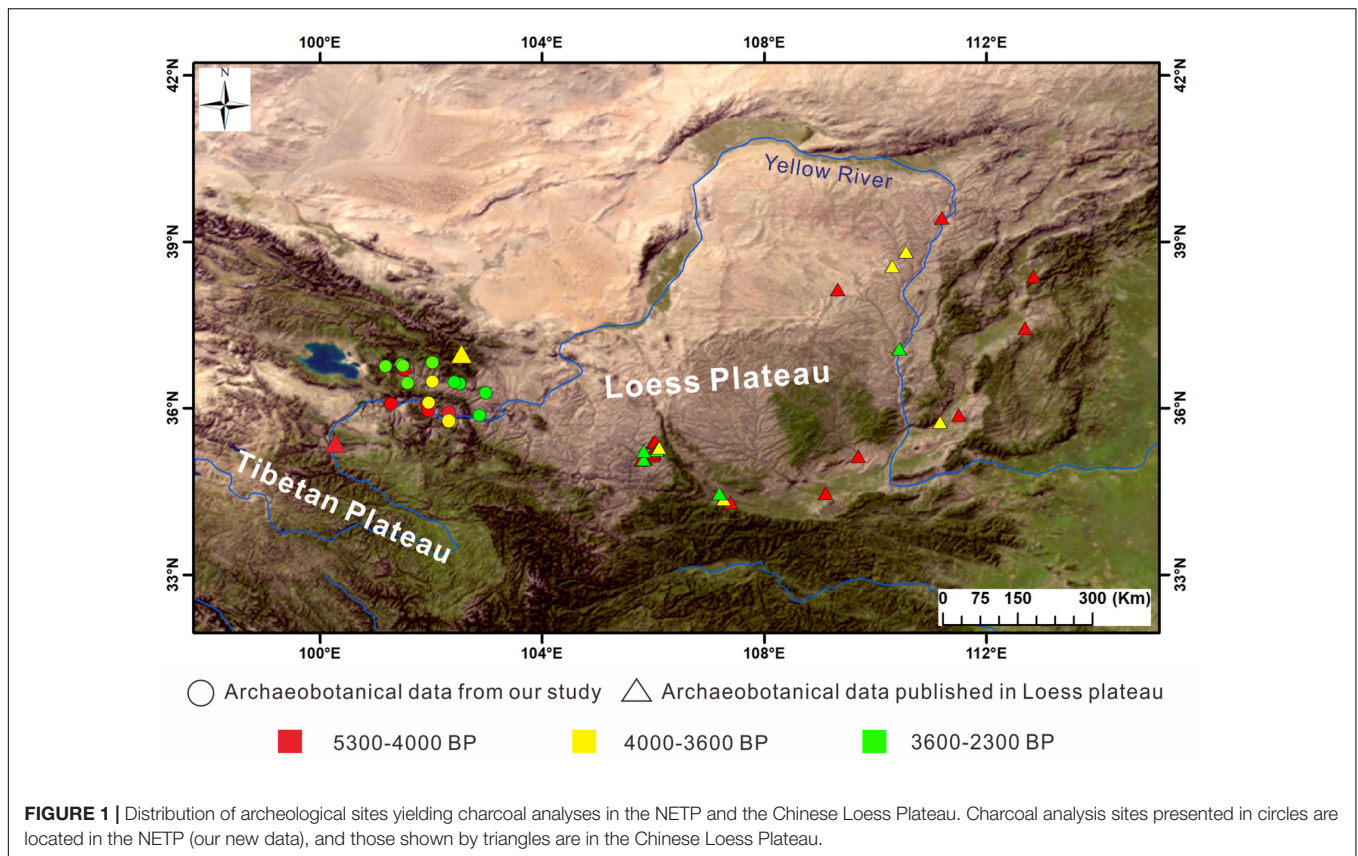 100°E 104°E 108°E 112°E
42°N 42°N
N
Yellow River
39°N 39°N
Loess Plateau
36°N 36°N
Tibetan Plateau
33°N 33°N
0 75 150 300 (Km)
100°E 104°E 108°E 112°E
Archaeobotanical data from our study Archaeobotanical data published in Loess plateau
5300-4000 BP 4000-3600 BP 3600-2300 BP
FIGURE 1 | Distribution of archeological sites yielding charcoal analyses in the NETP and the Chinese Loess Plateau. Charcoal analysis sites presented in circles are
located in the NETP (our new data), and those shown by triangles are in the Chinese Loess Plateau.